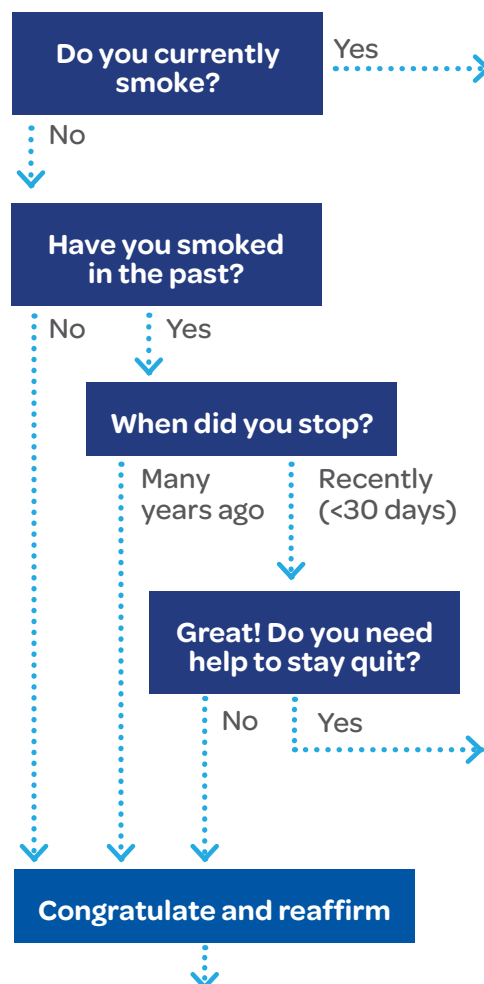 Do you currently
smoke?
Yes
No
Have you smoked
in the past?
No
Yes
When did you stop?
Many
years ago
Recently
(<30 days)
Great! Do you need
help to stay quit?
No
Yes
Congratulate and reaffirm